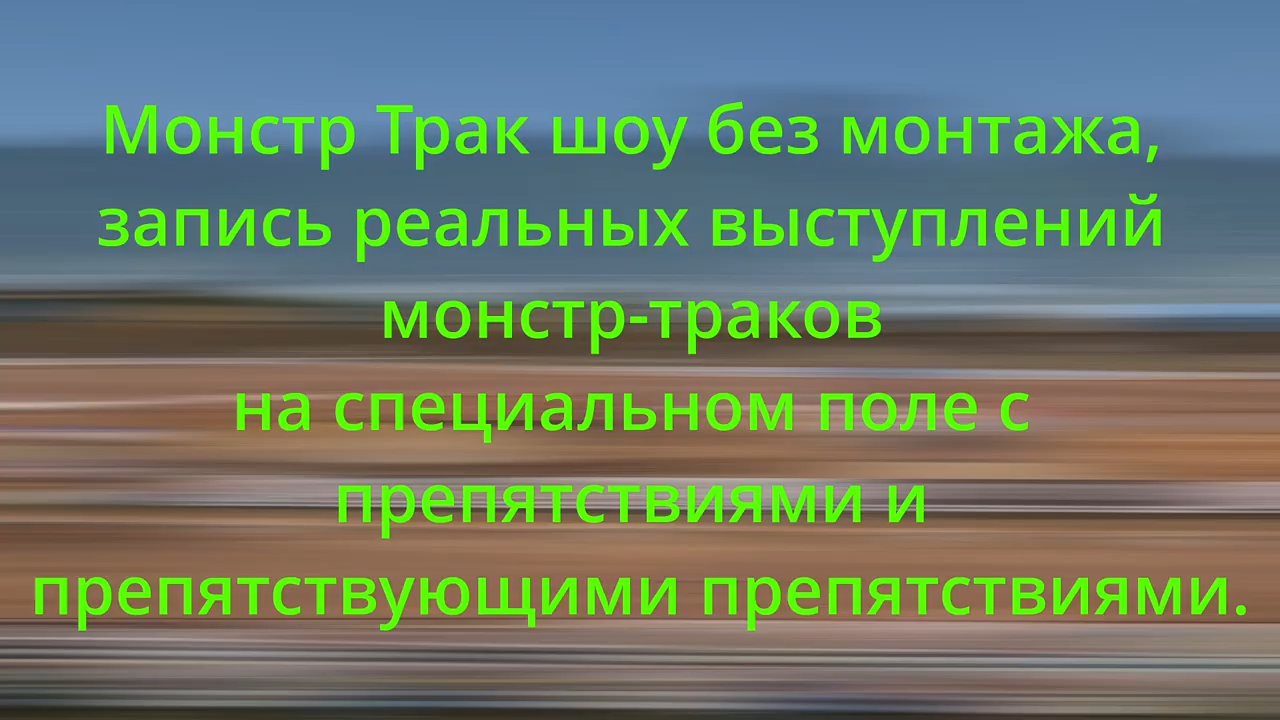 Монстр Трак шоу без монтажа,
запись реальных выступлений
монстр-траков
на специальном поле с
препятствиями и
препятствующими препятствиями.